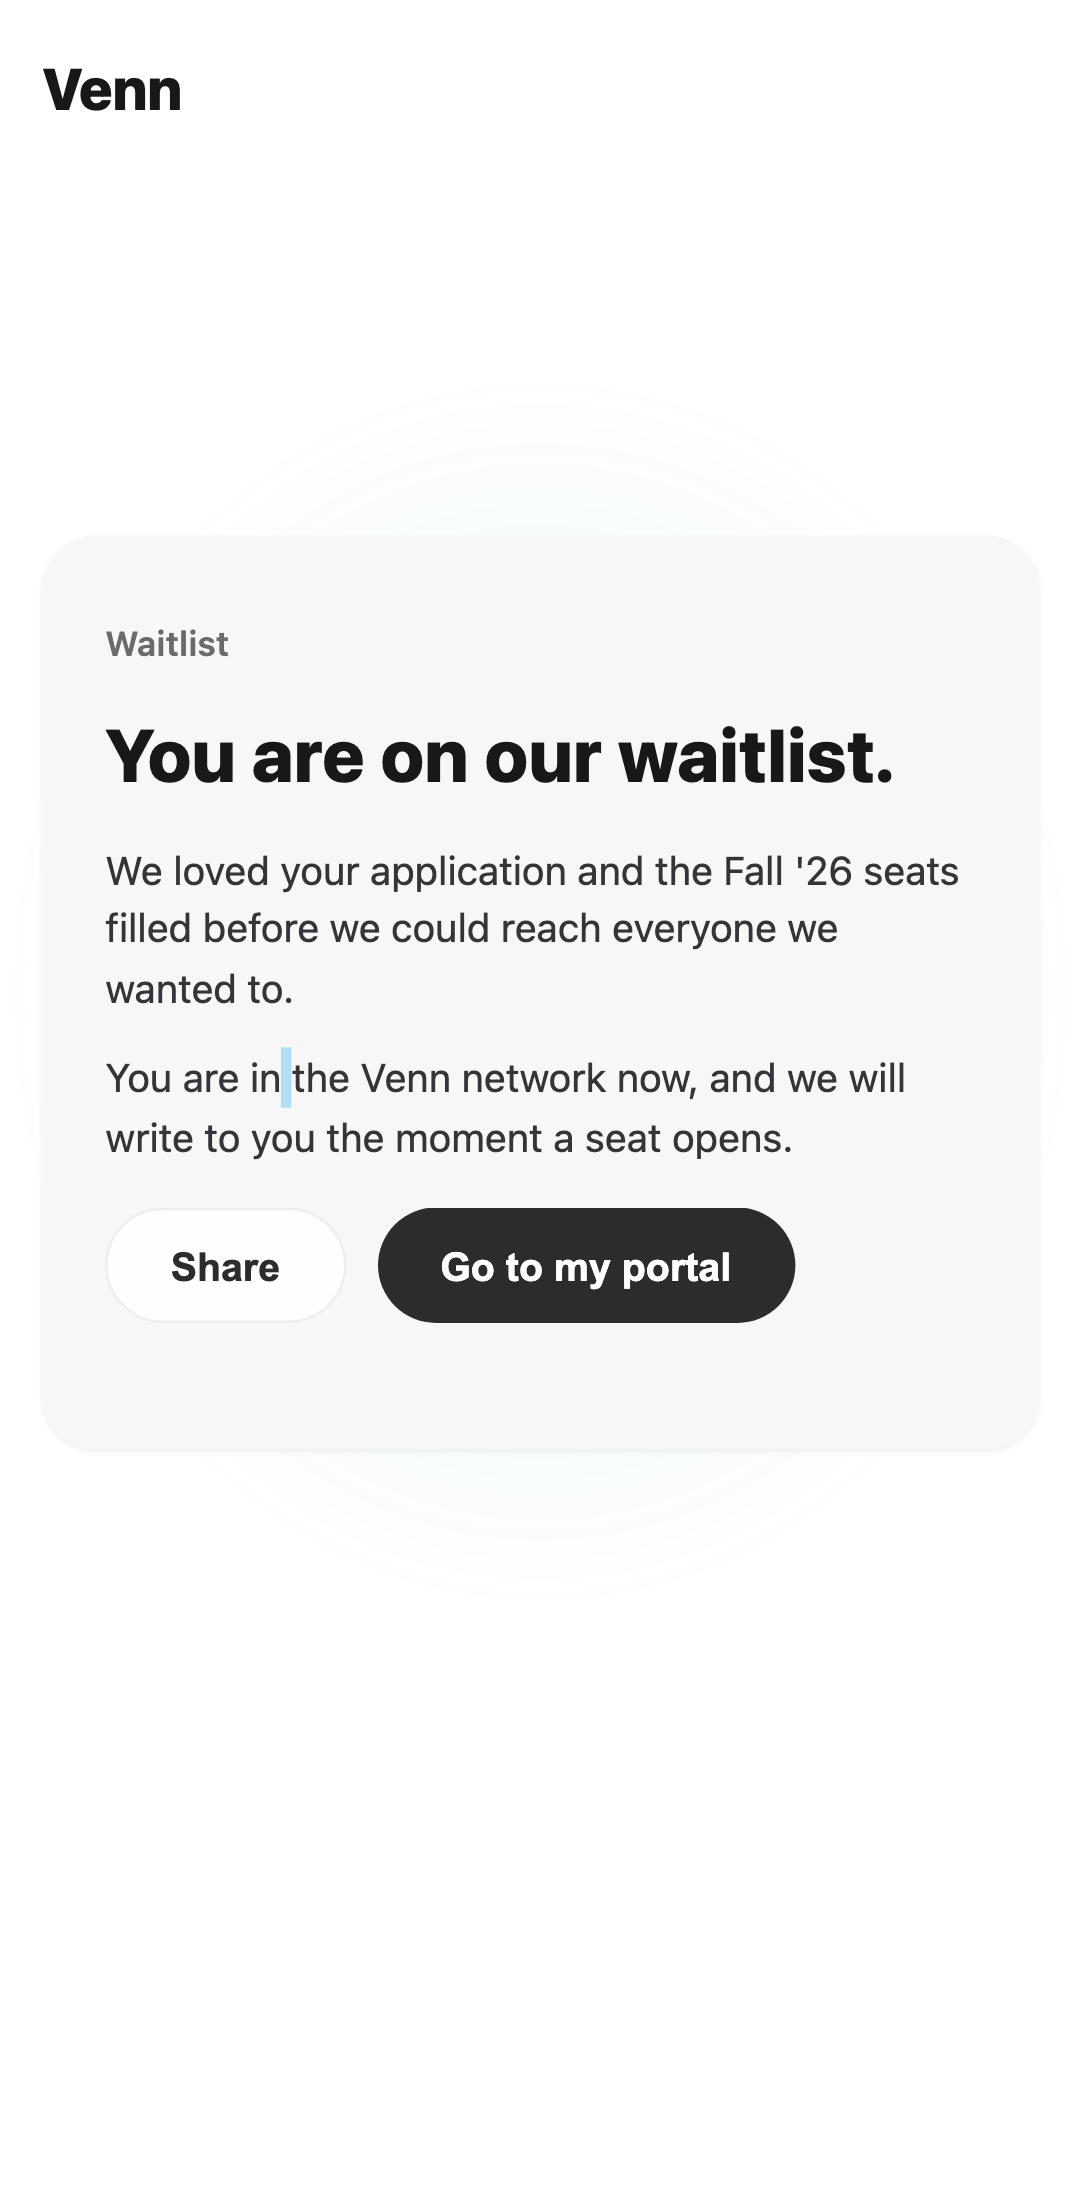 Venn
Waitlist
You are on our waitlist.
We loved your application and the Fall '26 seats
filled before we could reach everyone we
wanted to.
You are in the Venn network now, and we will
write to you the moment a seat opens.
Share
Go to my portal